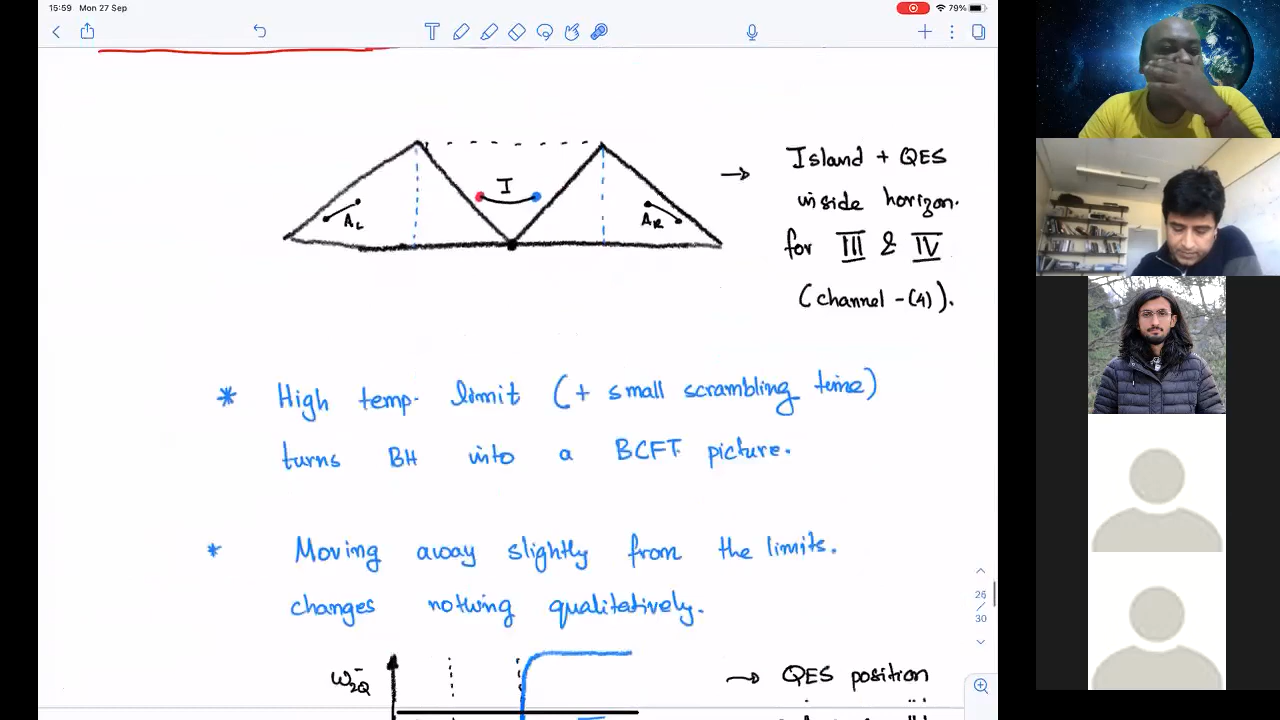 15:59 Mon 27 Sep
79%
I
A_L
A_R
→ Island + QES
inside horizon.
for III & IV
(channel-(4)).
* High temp. limit (+ small scrambling time)
turns BH into a BCFT picture.
* Moving away slightly from the limits.
changes nothing qualitatively.
26
/
30
W_2Q^-
→ QES position